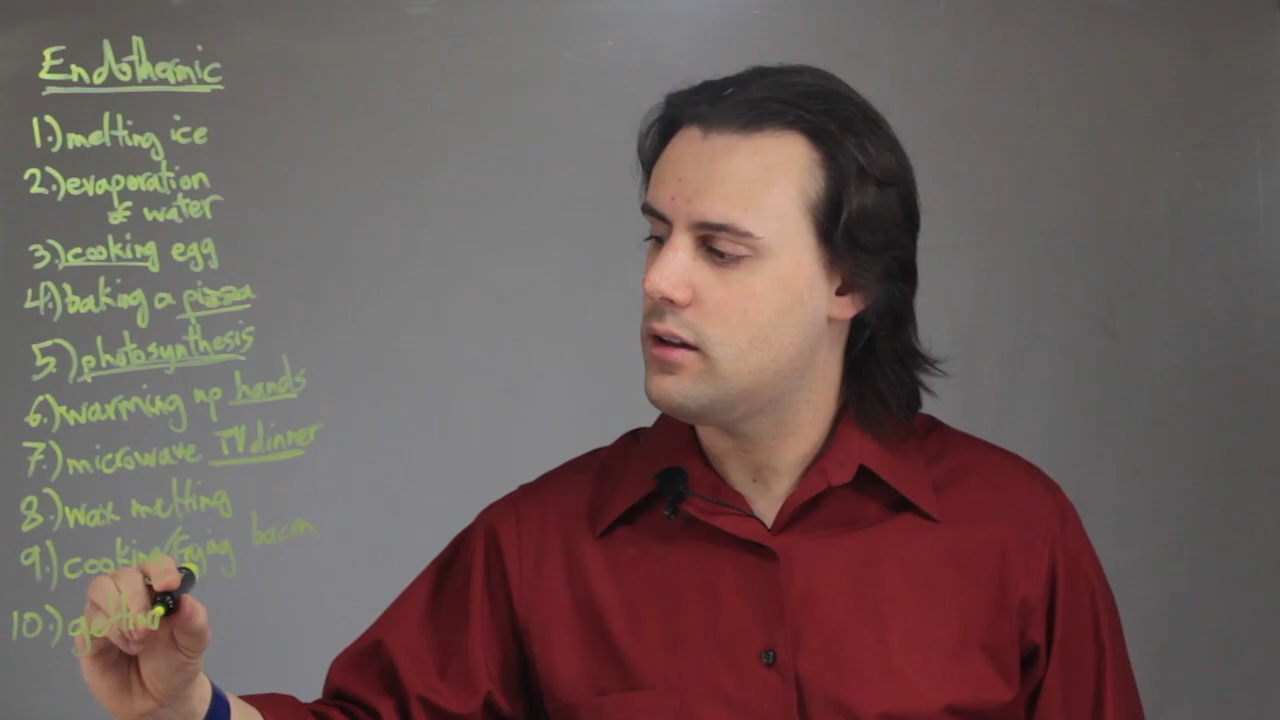 Endothermic
1.) melting ice
2.) evaporation
of water
3.) cooking egg
4.) baking a pizza
5.) photosynthesis
6.) warming up hands
7.) microwave TV dinner
8.) wax melting
9.) cooking/frying bacon
10.) getting